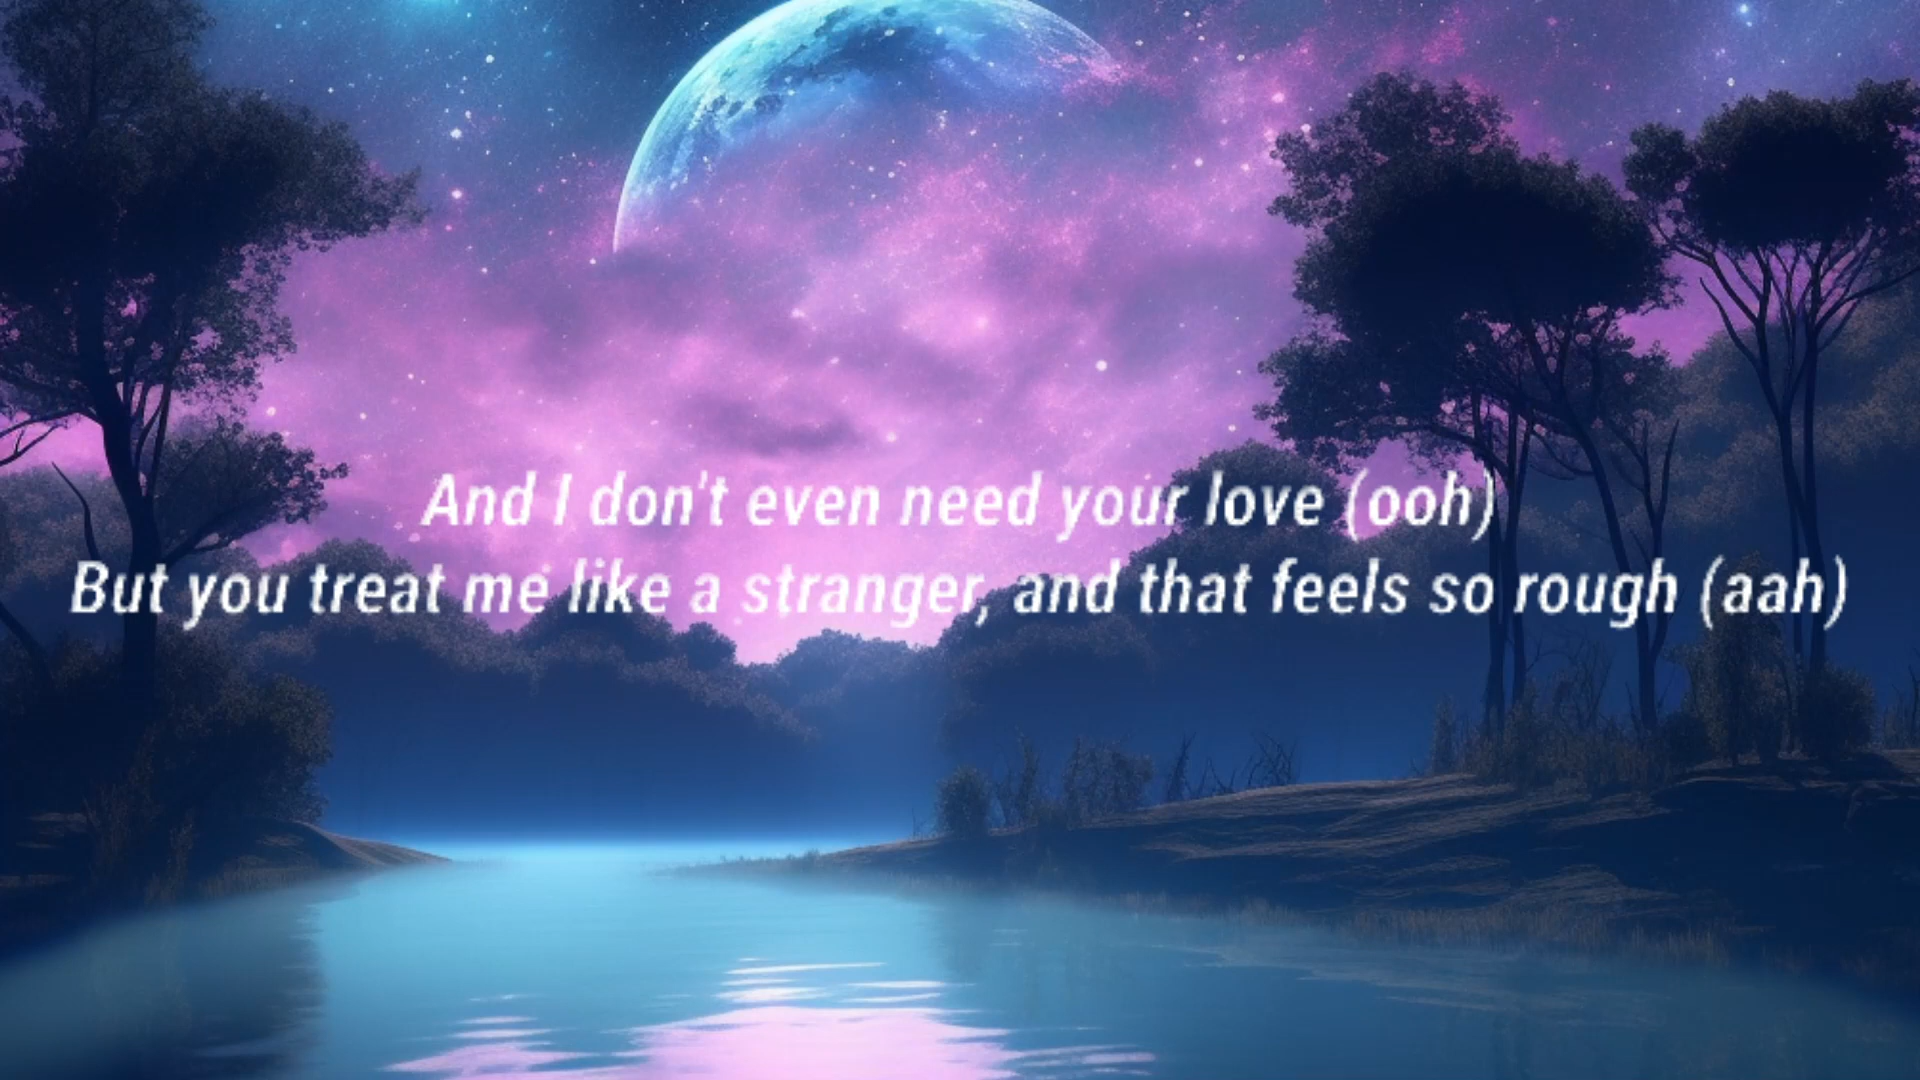 And I don't even need your love (ooh)
But you treat me like a stranger, and that feels so rough (aah)